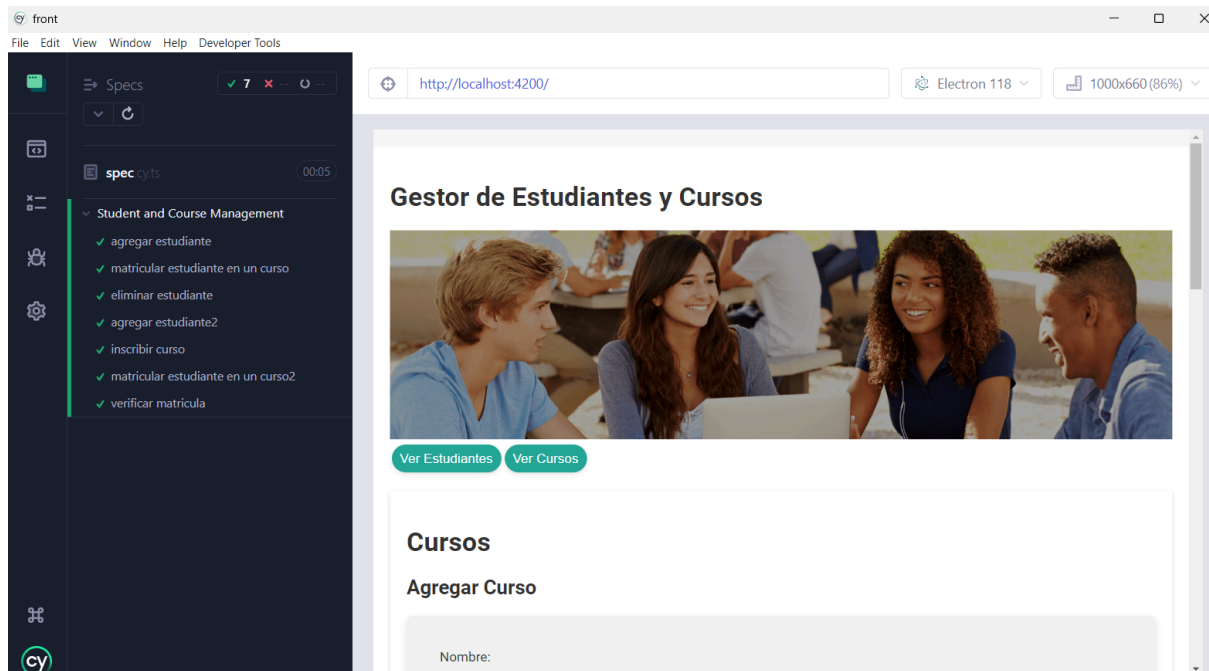 front
File Edit View Window Help Developer Tools
Specs 7 -- --
spec.cy.ts 00:05
Student and Course Management
agregar estudiante
matricular estudiante en un curso
eliminar estudiante
agregar estudiante2
inscribir curso
matricular estudiante en un curso2
verificar matricula
cy
http://localhost:4200/ Electron 118 1000x660 (86%)
Gestor de Estudiantes y Cursos
Ver Estudiantes Ver Cursos
Cursos
Agregar Curso
Nombre: